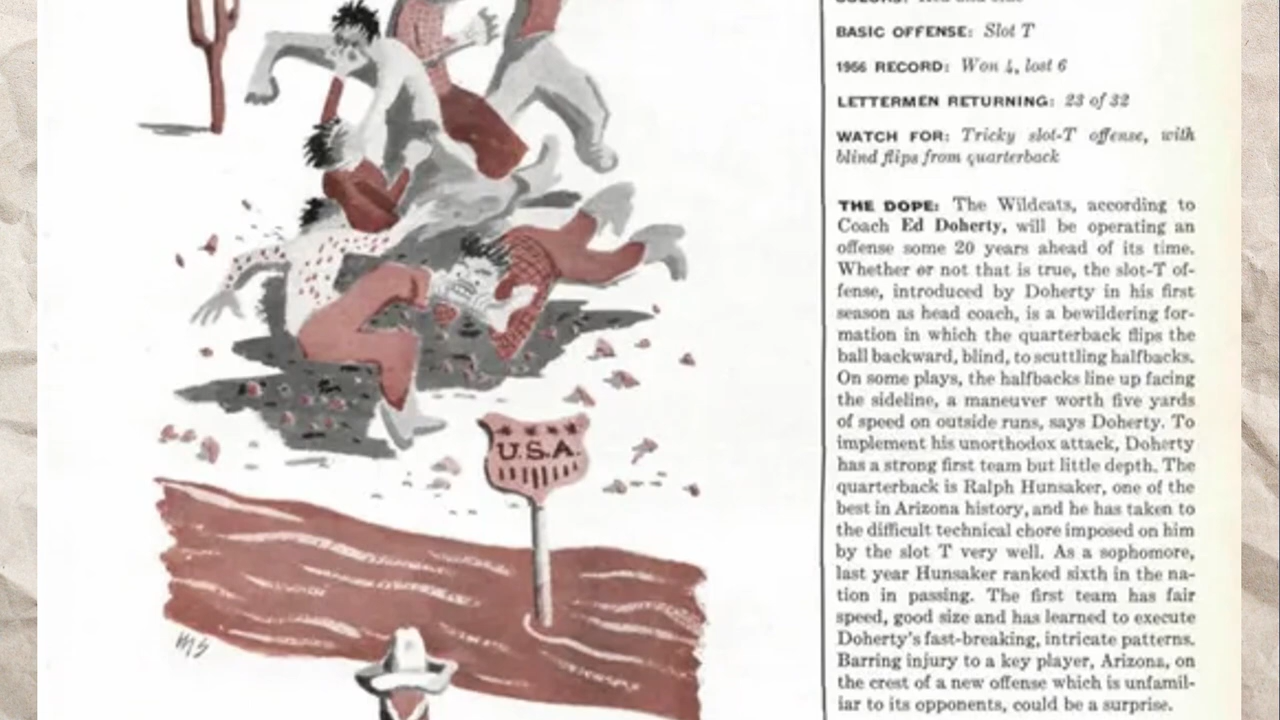 BASIC OFFENSE: Slot T
1956 RECORD: Won 4, lost 6
LETTERMEN RETURNING: 23 of 32
WATCH FOR: Tricky slot-T offense, with
blind flips from quarterback
THE DOPE: The Wildcats, according to
Coach Ed Doherty, will be operating an
offense some 20 years ahead of its time.
Whether or not that is true, the slot-T of-
fense, introduced by Doherty in his first
season as head coach, is a bewildering for-
mation in which the quarterback flips the
ball backward, blind, to scuttling halfbacks.
On some plays, the halfbacks line up facing
the sideline, a maneuver worth five yards
of speed on outside runs, says Doherty. To
implement his unorthodox attack, Doherty
has a strong first team but little depth. The
quarterback is Ralph Hunsaker, one of the
best in Arizona history, and he has taken to
the difficult technical chore imposed on him
by the slot T very well. As a sophomore,
last year Hunsaker ranked sixth in the na-
tion in passing. The first team has fair
speed, good size and has learned to execute
Doherty's fast-breaking, intricate patterns.
Barring injury to a key player, Arizona, on
the crest of a new offense which is unfamil-
iar to its opponents, could be a surprise.
U.S.A.
MS